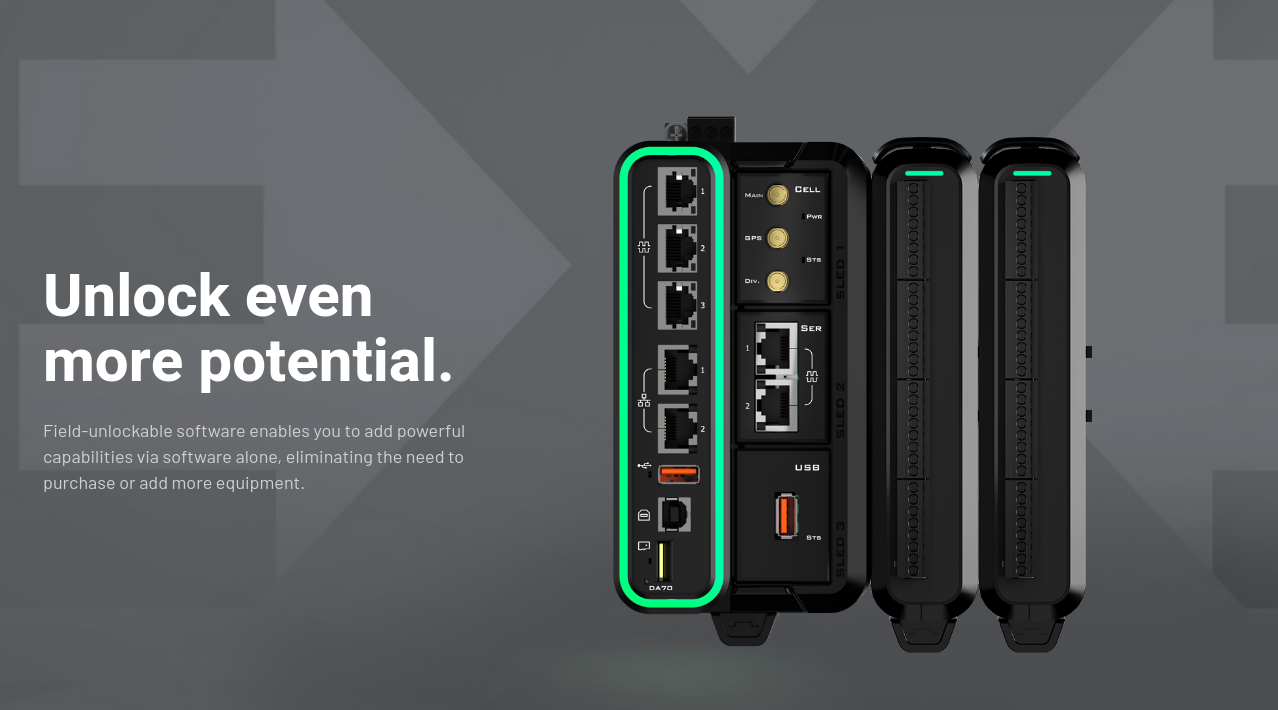 Unlock even
more potential.
Field-unlockable software enables you to add powerful
capabilities via software alone, eliminating the need to
purchase or add more equipment.
1
2
3
1
2
DA70
Main
Cell
Pwr
GPS
Sts
Div.
SLED 1
Ser
1
2
SLED 2
USB
Sts
SLED 3